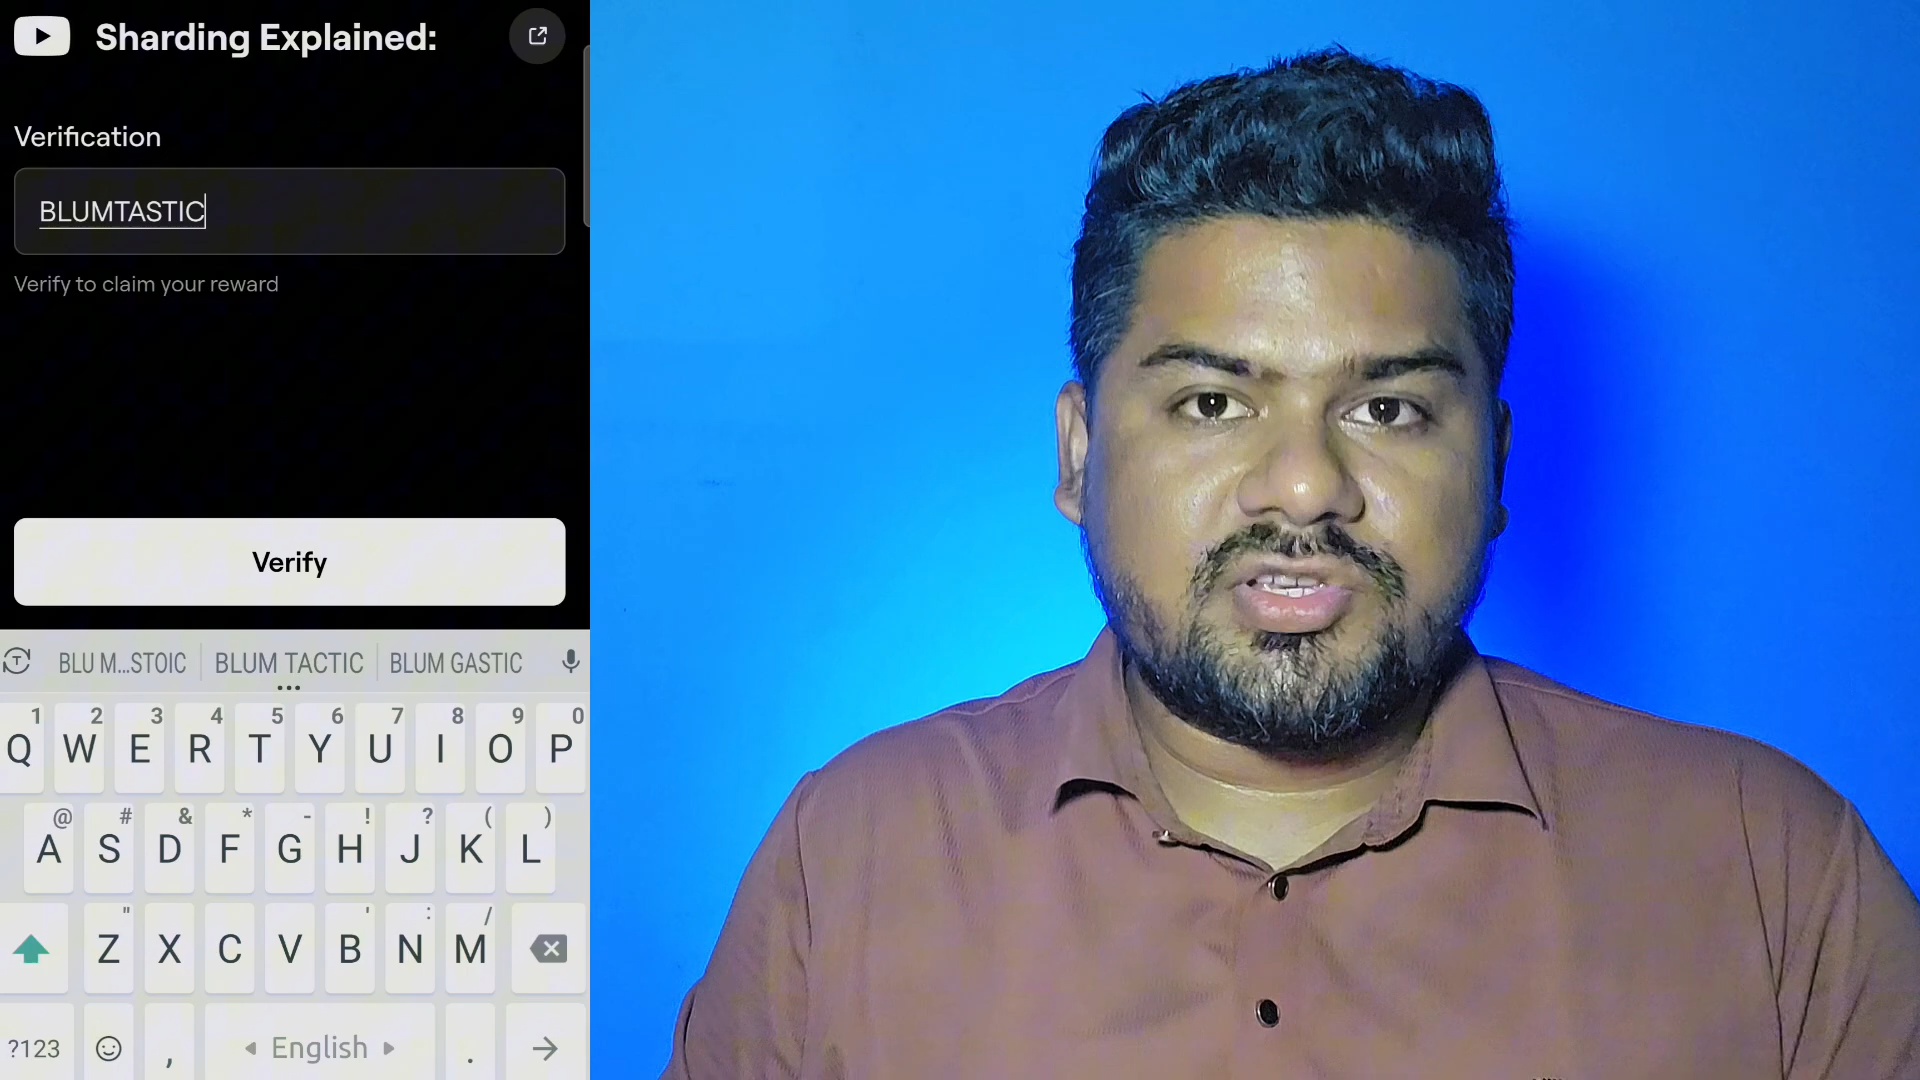 Sharding Explained:
Verification
BLUMTASTIC
Verify to claim your reward
Verify
BLU M...STOIC BLUM TACTIC BLUM GASTIC
1 2 3 4 5 6 7 8 9 0
Q W E R T Y U I O P
@ # & * - ! ? ( )
A S D F G H J K L
" ' : /
Z X C V B N M
?123 , English .